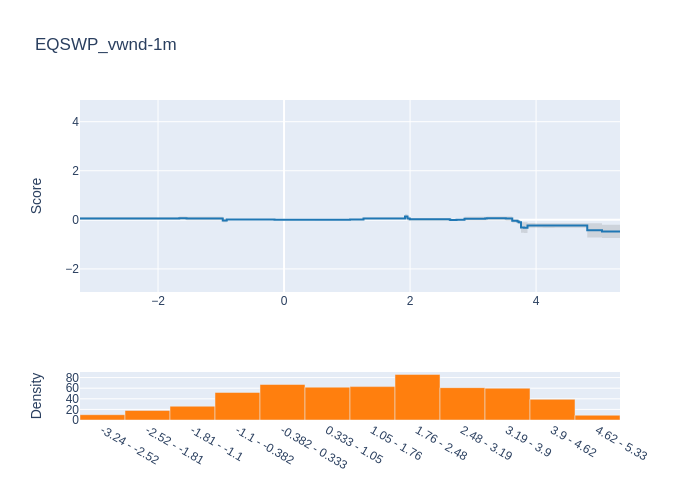 EQSWP_vwnd-1m
Score
4
2
0
−2
−2
0
2
4
Density
80
60
40
20
0
-3.24 - -2.52
-2.52 - -1.81
-1.81 - -1.1
-1.1 - -0.382
-0.382 - 0.333
0.333 - 1.05
1.05 - 1.76
1.76 - 2.48
2.48 - 3.19
3.19 - 3.9
3.9 - 4.62
4.62 - 5.33